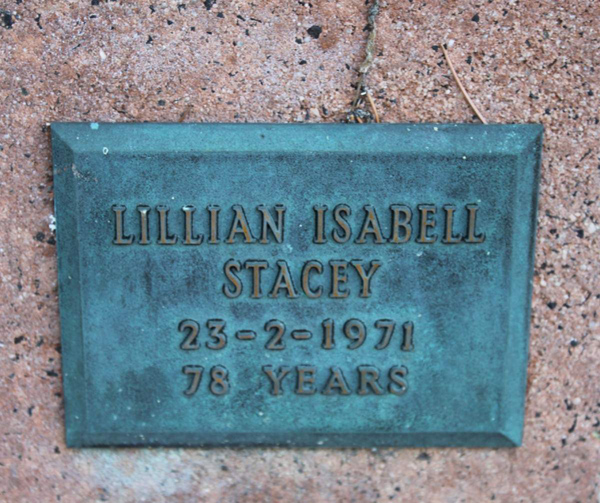 LILLIAN ISABELL
STACEY
23-2-1971
78 YEARS